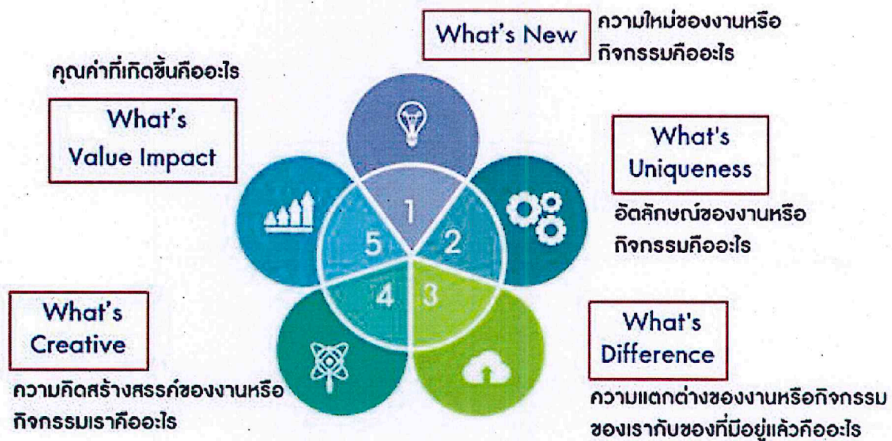 What's New
ความใหม่ของงานหรือ
กิจกรรมคืออะไร
คุณค่าที่เกิดขึ้นคืออะไร
What's
Value Impact
What's
Uniqueness
อัตลักษณ์ของงานหรือ
กิจกรรมคืออะไร
1
2
3
4
5
What's
Creative
ความคิดสร้างสรรค์ของงานหรือ
กิจกรรมเราคืออะไร
What's
Difference
ความแตกต่างของงานหรือกิจกรรม
ของเรากับของที่มีอยู่แล้วคืออะไร